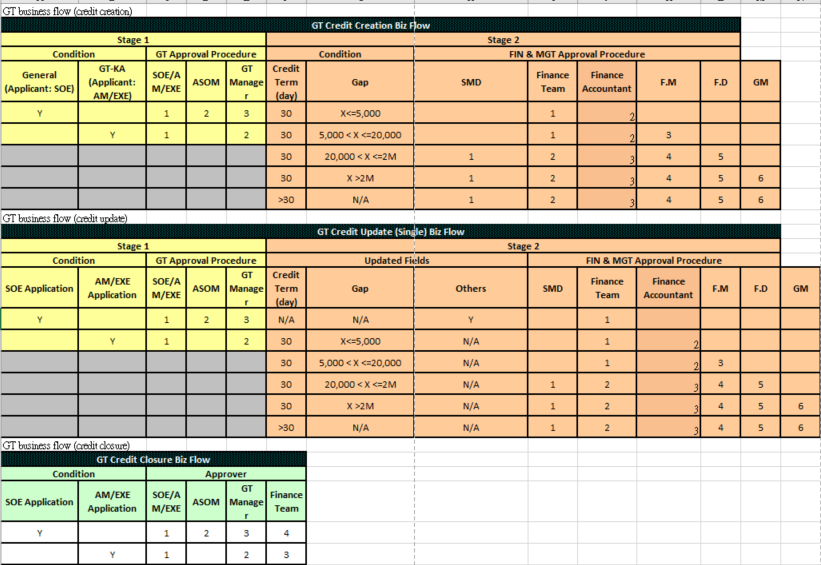 GT business flow (credit creation)
GT Credit Creation Biz Flow
Stage 1 Stage 2
Condition GT Approval Procedure Condition FIN & MGT Approval Procedure
General (Applicant: SOE) GT-KA (Applicant: AM/EXE) SOE/A M/EXE ASOM GT Manage r Credit Term (day) Gap SMD Finance Team Finance Accountant F.M F.D GM
Y 1 2 3 30 X<=5,000 1 2
Y 1 2 30 5,000 < X <=20,000 1 2 3
30 20,000 < X <=2M 1 2 3 4 5
30 X >2M 1 2 3 4 5 6
>30 N/A 1 2 3 4 5 6
GT business flow (credit update)
GT Credit Update (Single) Biz Flow
Stage 1 Stage 2
Condition GT Approval Procedure Updated Fields FIN & MGT Approval Procedure
SOE Application AM/EXE Application SOE/A M/EXE ASOM GT Manage r Credit Term (day) Gap Others SMD Finance Team Finance Accountant F.M F.D GM
Y 1 2 3 N/A N/A Y 1
Y 1 2 30 X<=5,000 N/A 1 2
30 5,000 < X <=20,000 N/A 1 2 3
30 20,000 < X <=2M N/A 1 2 3 4 5
30 X >2M N/A 1 2 3 4 5 6
>30 N/A N/A 1 2 3 4 5 6
GT business flow (credit closure)
GT Credit Closure Biz Flow
Condition Approver
SOE Application AM/EXE Application SOE/A M/EXE ASOM GT Manage r Finance Team
Y 1 2 3 4
Y 1 2 3